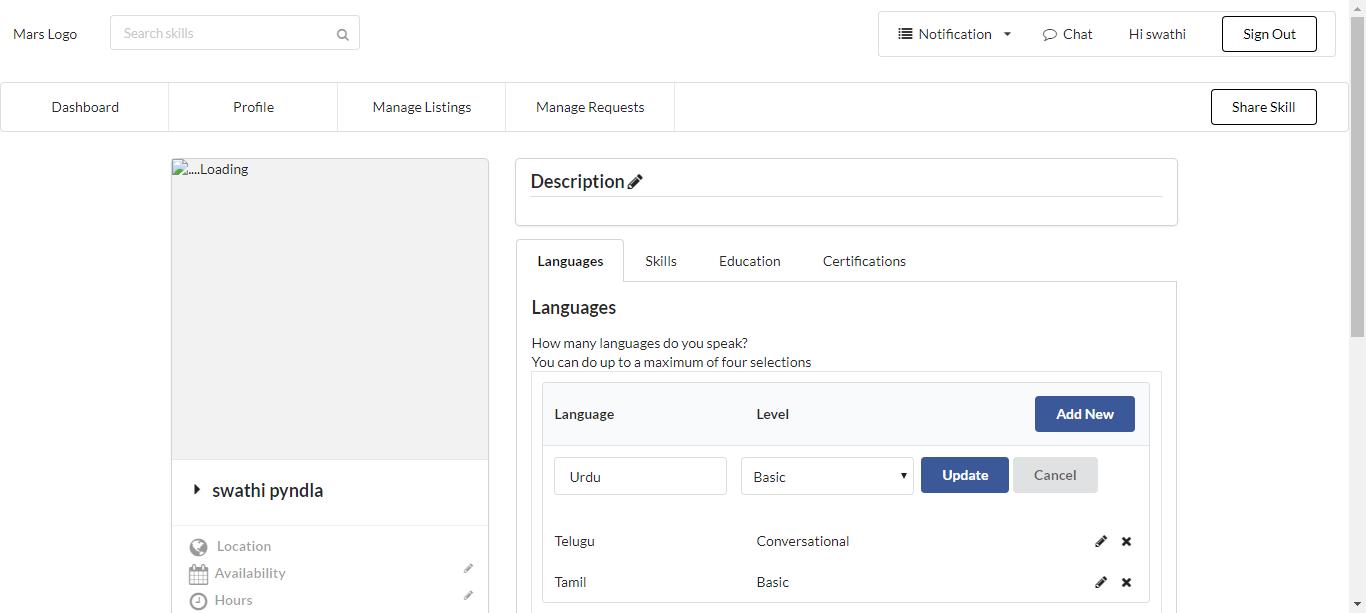 Mars Logo
Search skills
Notification
Chat
Hi swathi
Sign Out
Dashboard
Profile
Manage Listings
Manage Requests
Share Skill
....Loading
swathi pyndla
Location
Availability
Hours
Description
Languages
Skills
Education
Certifications
Languages
How many languages do you speak?
You can do up to a maximum of four selections
Language Level Add New
Urdu Basic Update Cancel
Telugu Conversational
Tamil Basic